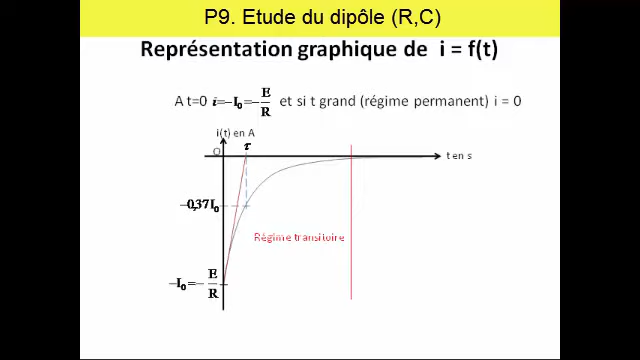 P9. Etude du dipôle (R,C)
Représentation graphique de i = f(t)
A t=0 i=-I₀=-E/R et si t grand (régime permanent) i = 0
i(t) en A
O
τ
t en s
-0,37I₀
Régime transitoire
-I₀=-E/R